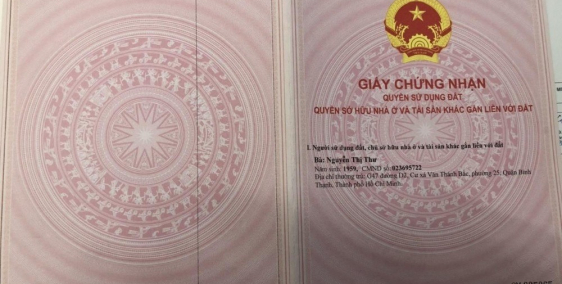 GIẤY CHỨNG NHẬN
QUYỀN SỬ DỤNG ĐẤT
QUYỀN SỞ HỮU NHÀ Ở VÀ TÀI SẢN KHÁC GẮN LIỀN VỚI ĐẤT
I. Người sử dụng đất, chủ sở hữu nhà ở và tài sản khác gắn liền với đất
Bà: Nguyễn Thị Thư
Năm sinh: 1959, CMND số: 023695722
Địa chỉ thường trú: O47 đường D2, Cư xá Văn Thánh Bắc, phường 25, Quận Bình
Thạnh, Thành phố Hồ Chí Minh.